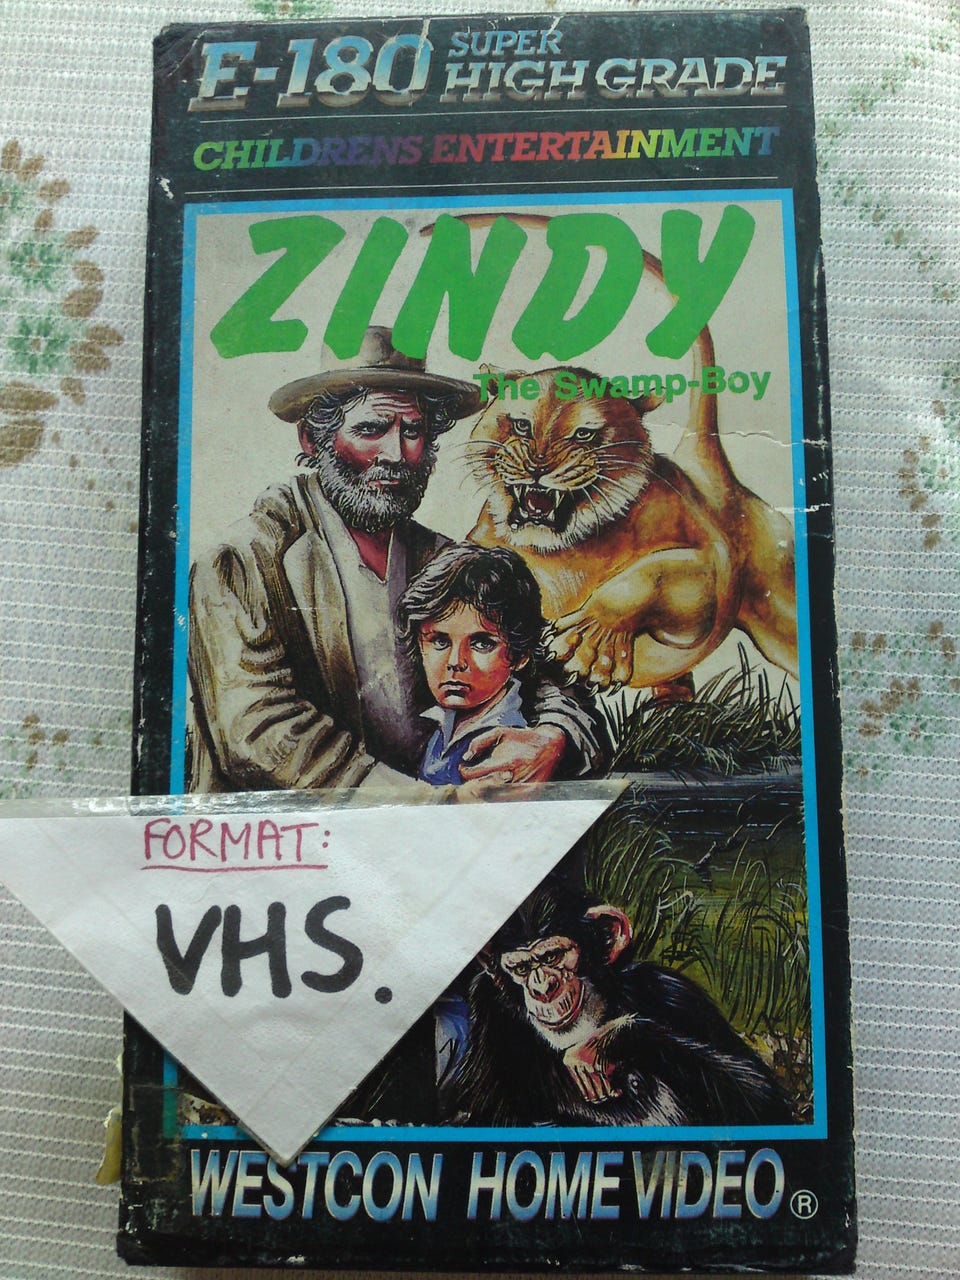 E-180 SUPER
HIGH GRADE
CHILDRENS ENTERTAINMENT
ZINDY
The Swamp-Boy
FORMAT:
VHS.
WESTCON HOME VIDEO ®